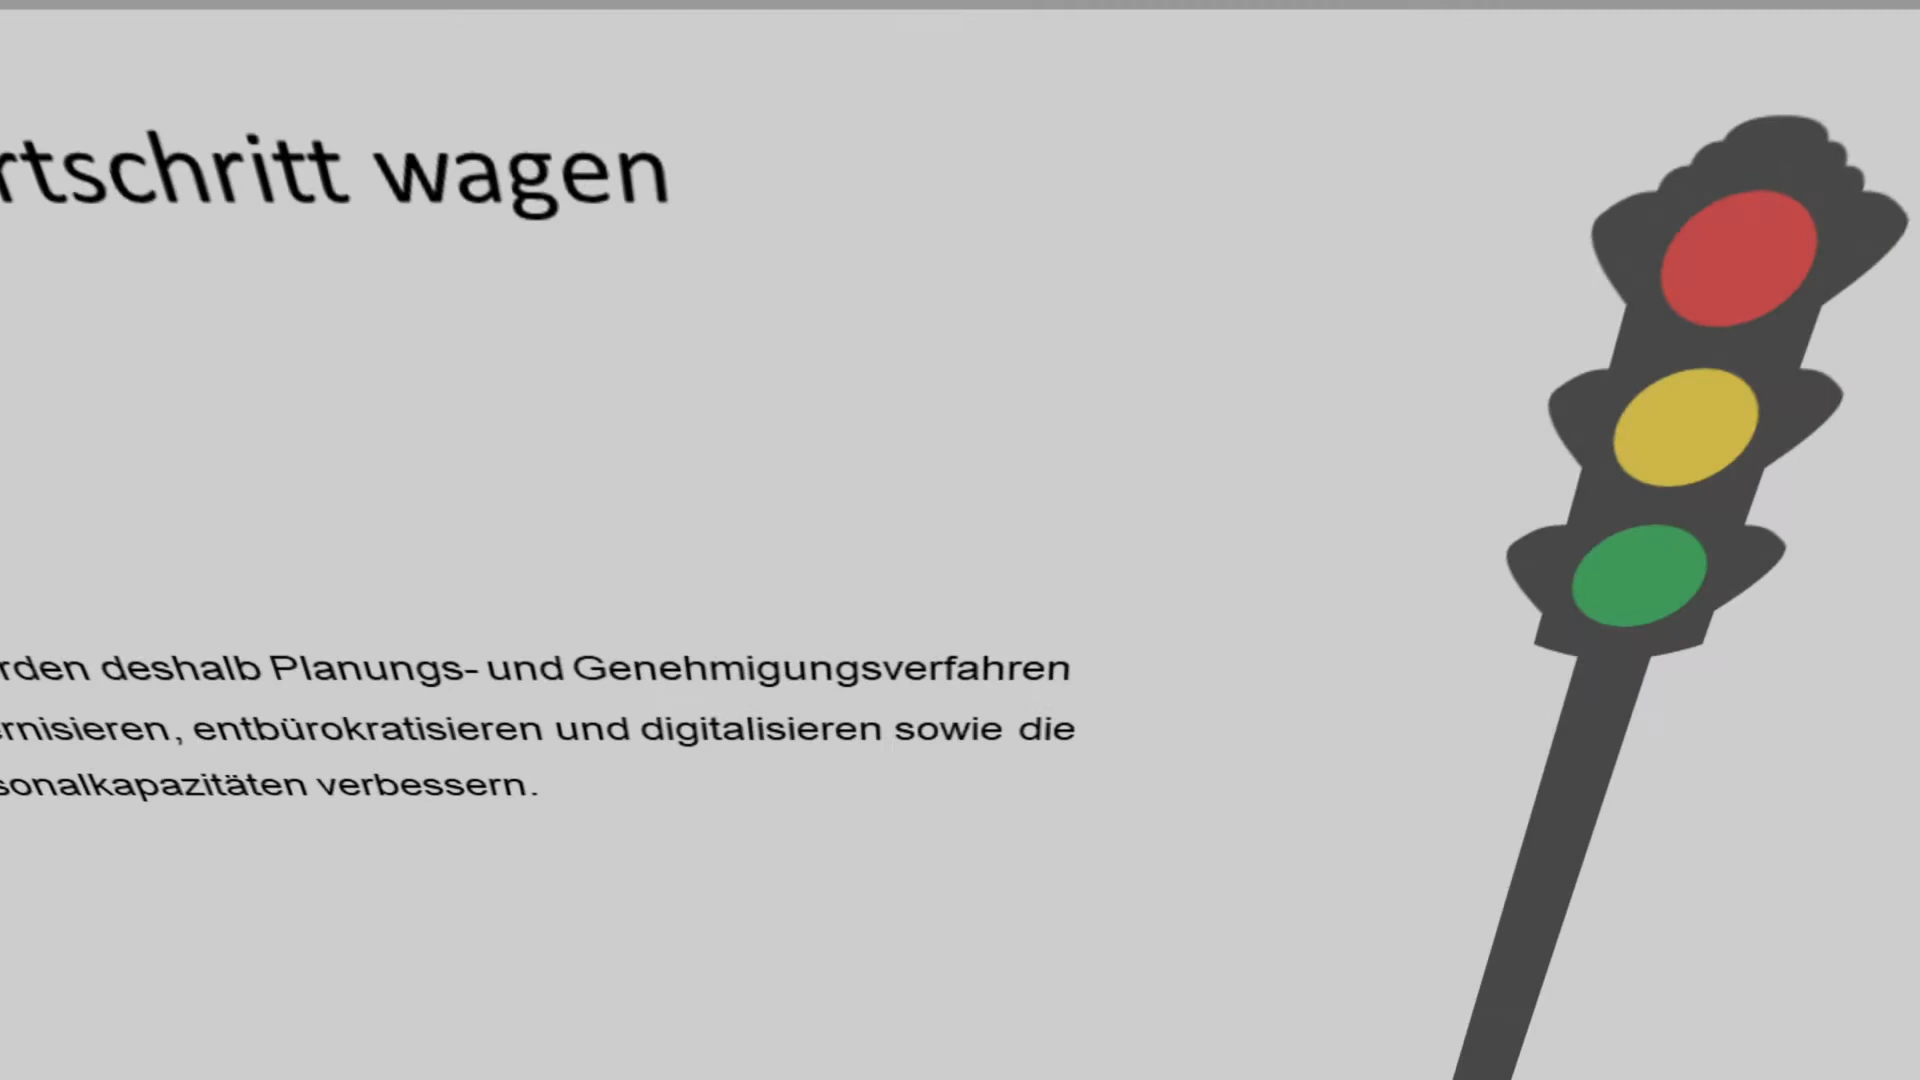 rtschritt wagen
rden deshalb Planungs- und Genehmigungsverfahren
rnisieren, entbürokratisieren und digitalisieren sowie die
sonalkapazitäten verbessern.